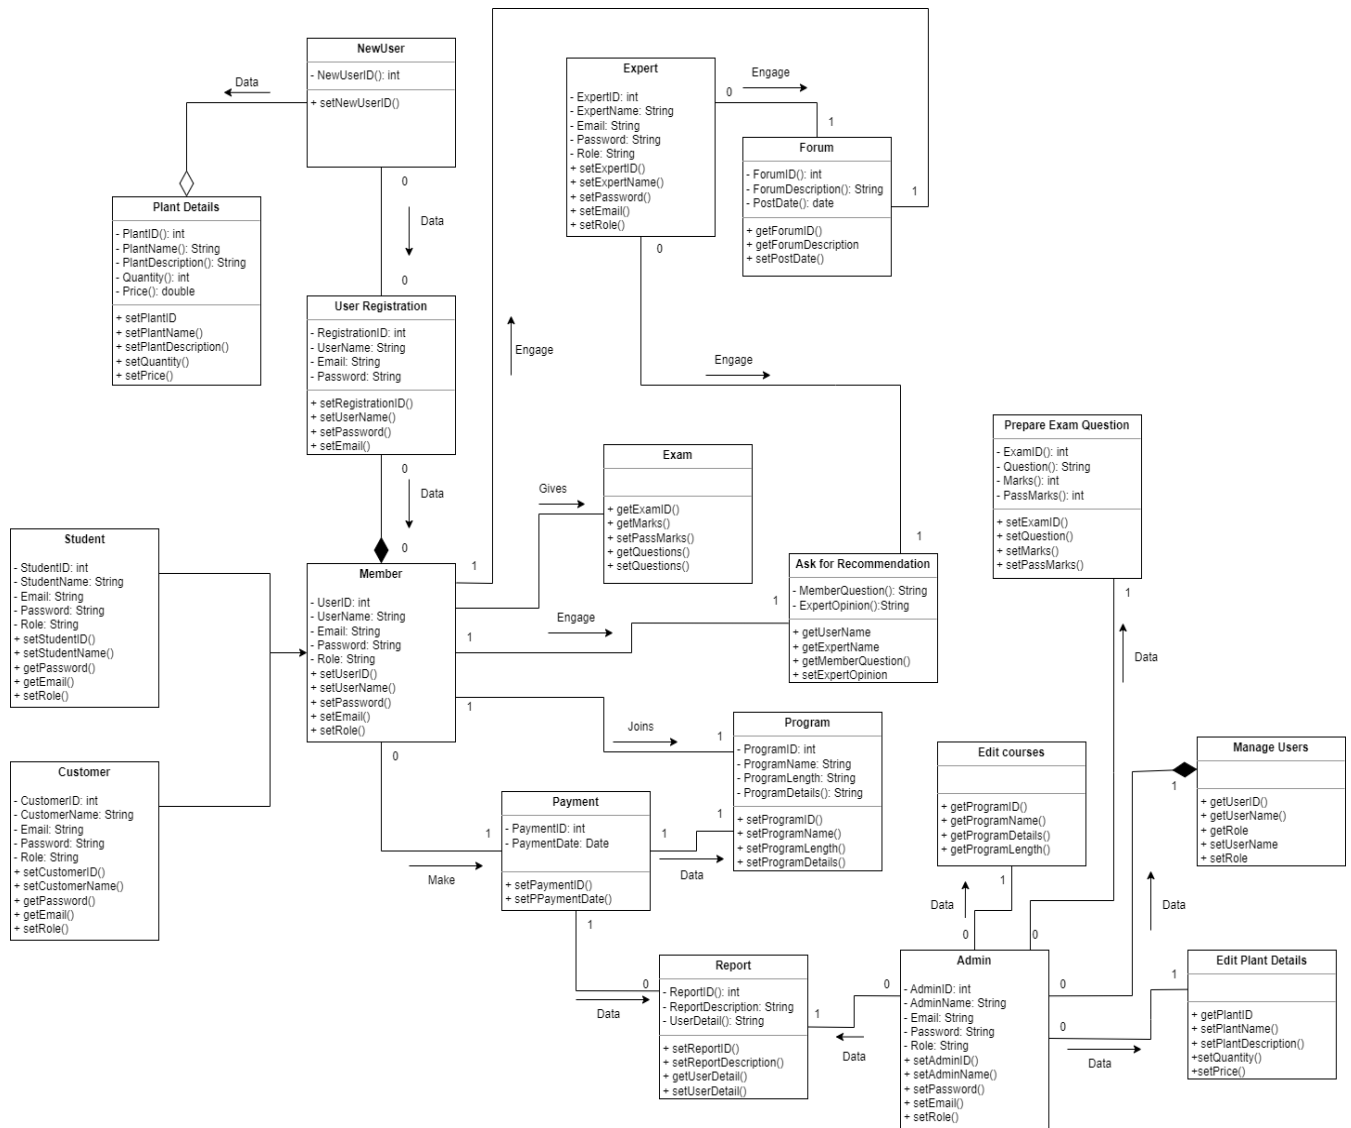 NewUser
- NewUserID(): int
+ setNewUserID()
Data
Plant Details
- PlantID(): int
- PlantName(): String
- PlantDescription(): String
- Quantity(): int
- Price(): double
+ setPlantID
+ setPlantName()
+ setPlantDescription()
+ setQuantity()
+ setPrice()
0
Data
0
User Registration
- RegistrationID: int
- UserName: String
- Email: String
- Password: String
+ setRegistrationID()
+ setUserName()
+ setPassword()
+ setEmail()
0
Data
0
Expert
- ExpertID: int
- ExpertName: String
- Email: String
- Password: String
- Role: String
+ setExpertID()
+ setExpertName()
+ setPassword()
+ setEmail()
+ setRole()
Engage
0
1
Forum
- ForumID(): int
- ForumDescription(): String
- PostDate(): date
+ getForumID()
+ getForumDescription
+ setPostDate()
1
0
Engage
Engage
1
Exam
+ getExamID()
+ getMarks()
+ setPassMarks()
+ getQuestions()
+ setQuestions()
Gives
Ask for Recommendation
- MemberQuestion(): String
- ExpertOpinion():String
+ getUserName
+ getExpertName
+ getMemberQuestion()
+ setExpertOpinion
1
Engage
1
1
Prepare Exam Question
- ExamID(): int
- Question(): String
- Marks(): int
- PassMarks(): int
+ setExamID()
+ setQuestion()
+ setMarks()
+ setPassMarks()
1
Data
Student
- StudentID: int
- StudentName: String
- Email: String
- Password: String
- Role: String
+ setStudentID()
+ setStudentName()
+ getPassword()
+ getEmail()
+ setRole()
Member
- UserID: int
- UserName: String
- Email: String
- Password: String
- Role: String
+ setUserID()
+ setUserName()
+ setPassword()
+ setEmail()
+ setRole()
1
Joins
1
0
Customer
- CustomerID: int
- CustomerName: String
- Email: String
- Password: String
- Role: String
+ setCustomerID()
+ setCustomerName()
+ getPassword()
+ getEmail()
+ setRole()
Program
- ProgramID: int
- ProgramName: String
- ProgramLength: String
- ProgramDetails(): String
+ setProgramID()
+ setProgramName()
+ setProgramLength()
+ setProgramDetails()
1
Make
1
Payment
- PaymentID: int
- PaymentDate: Date
+ setPaymentID()
+ setPPaymentDate()
1
Data
1
0
Data
Report
- ReportID(): int
- ReportDescription: String
- UserDetail(): String
+ setReportID()
+ setReportDescription()
+ getUserDetail()
+ setUserDetail()
1
0
Data
Edit courses
+ getProgramID()
+ getProgramName()
+ getProgramDetails()
+ getProgramLength()
1
Data
0
0
Manage Users
+ getUserID()
+ getUserName()
+ getRole
+ setUserName
+ setRole
1
Data
Admin
- AdminID: int
- AdminName: String
- Email: String
- Password: String
- Role: String
+ setAdminID()
+ setAdminName()
+ setPassword()
+ setEmail()
+ setRole()
0
0
1
Data
Edit Plant Details
+ getPlantID
+ setPlantName()
+ setPlantDescription()
+setQuantity()
+setPrice()